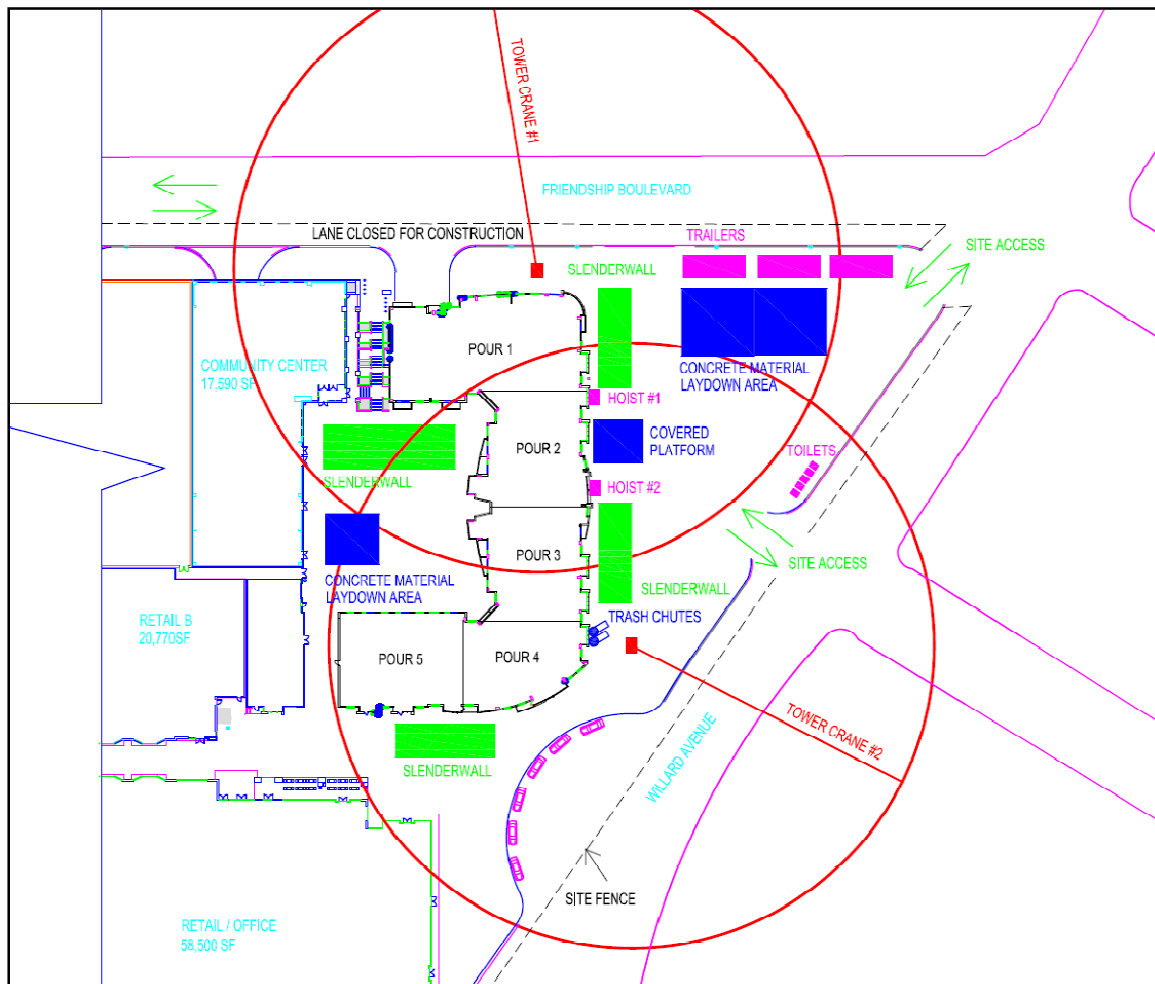 TOWER CRANE #1
FRIENDSHIP BOULEVARD
LANE CLOSED FOR CONSTRUCTION
TRAILERS
SITE ACCESS
SLENDERWALL
POUR 1
COMMUNITY CENTER
17,590 SF
CONCRETE MATERIAL
LAYDOWN AREA
HOIST #1
COVERED
PLATFORM
POUR 2
TOILETS
SLENDERWALL
HOIST #2
POUR 3
SITE ACCESS
CONCRETE MATERIAL
LAYDOWN AREA
SLENDERWALL
RETAIL B
20,770SF
TRASH CHUTES
POUR 5
POUR 4
TOWER CRANE #2
WILLARD AVENUE
SLENDERWALL
SITE FENCE
RETAIL / OFFICE
58,500 SF